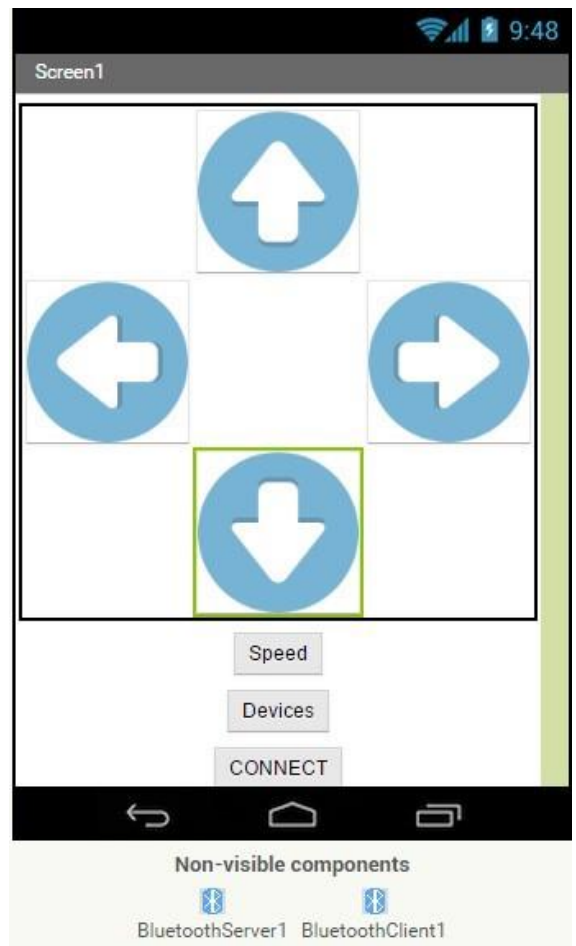 9:48
Screen1
Speed
Devices
CONNECT
Non-visible components
BluetoothServer1 BluetoothClient1